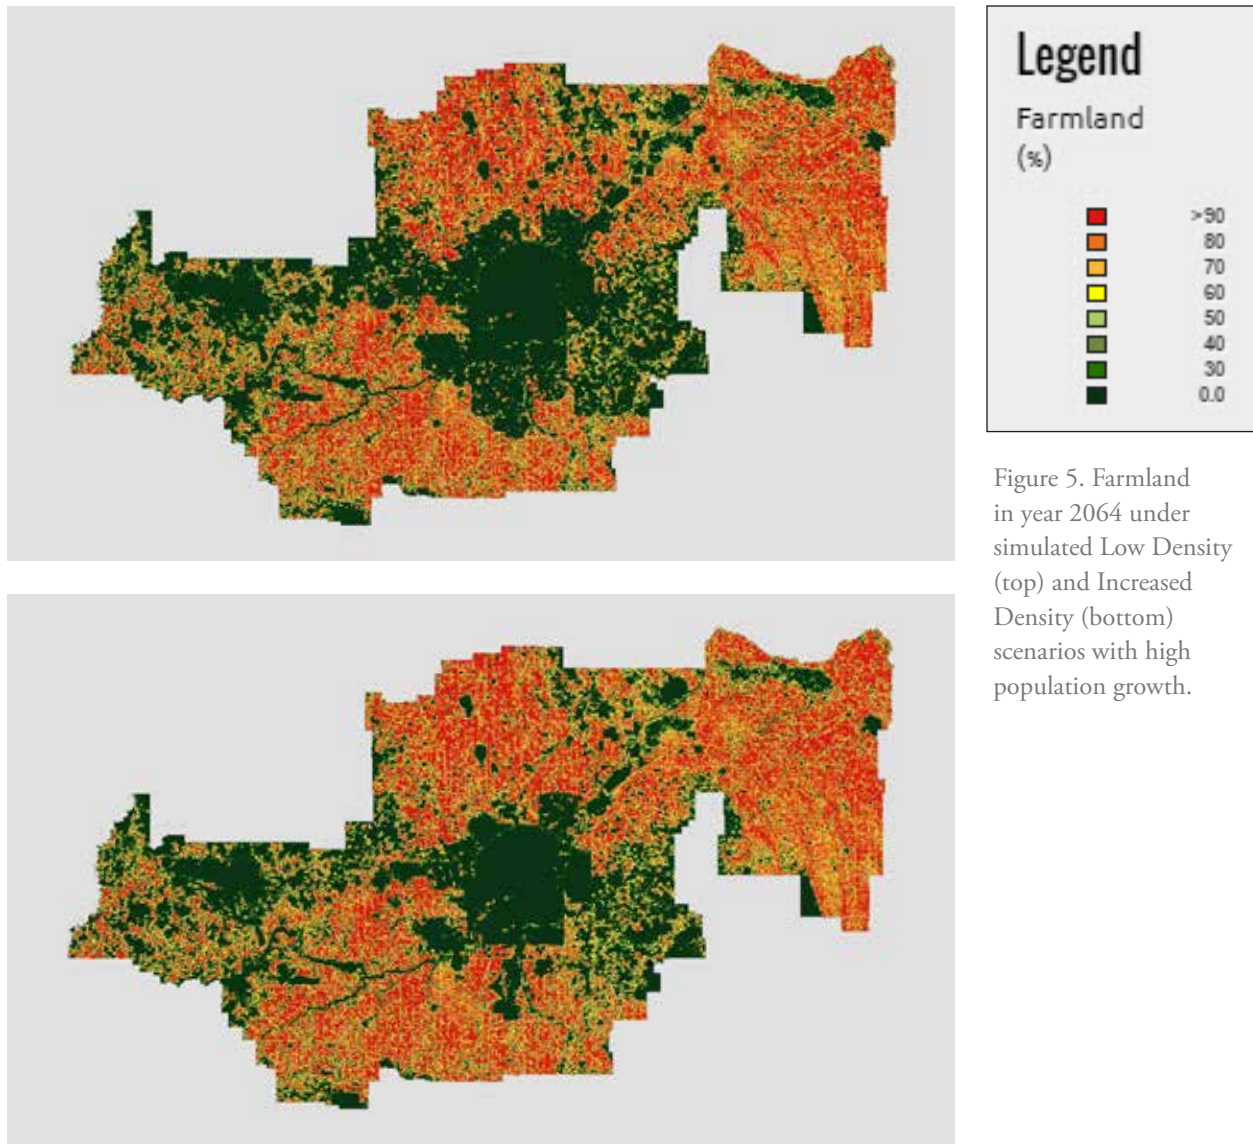 Legend
Farmland
(%)
>90
80
70
60
50
40
30
0.0
Figure 5. Farmland
in year 2064 under
simulated Low Density
(top) and Increased
Density (bottom)
scenarios with high
population growth.